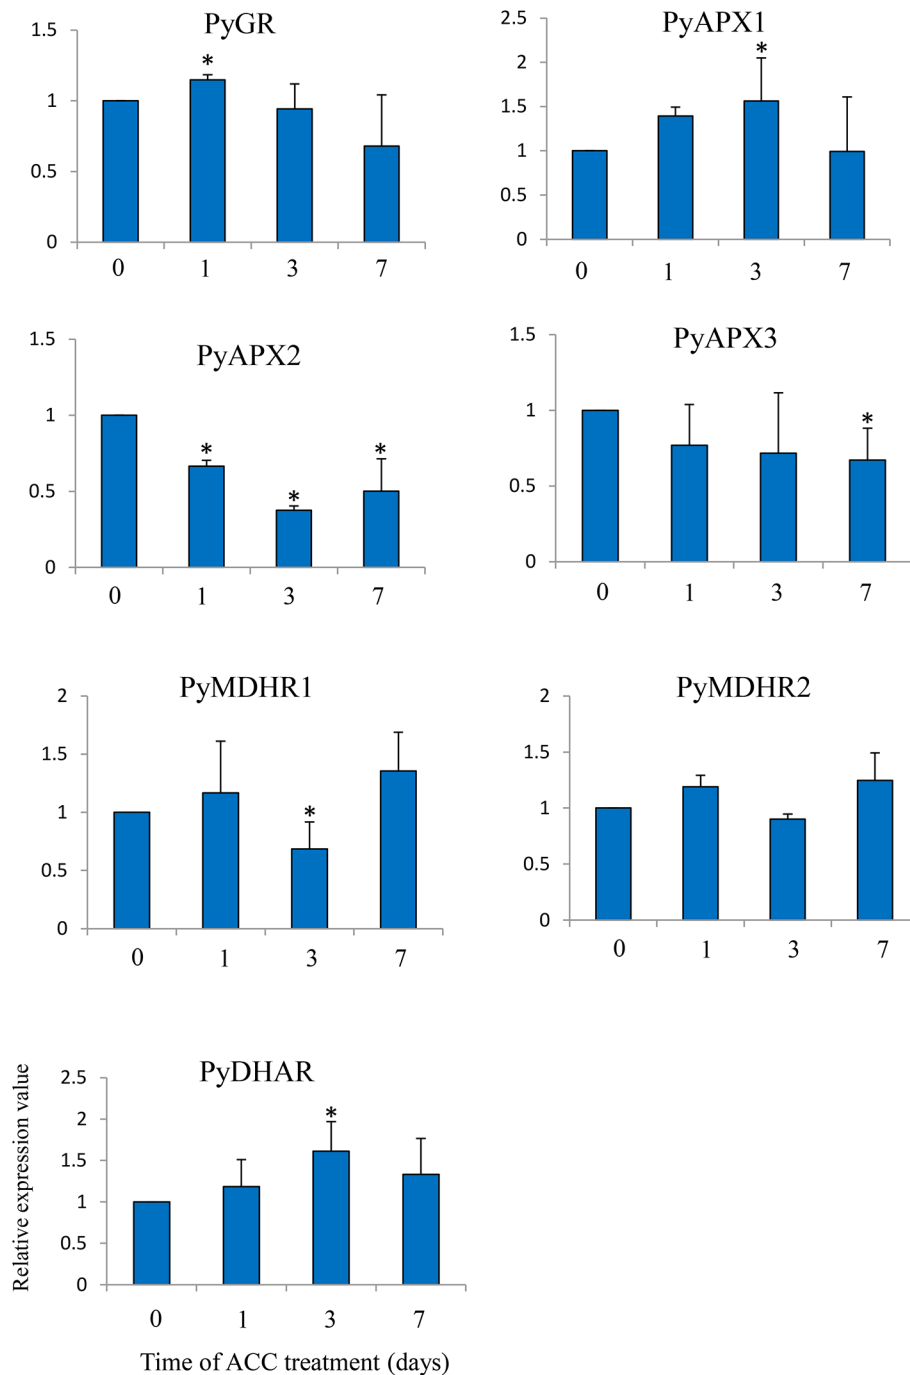 PyGR
1.5
1
0.5
0
*
0 1 3 7
PyAPX1
2.5
2
1.5
1
0.5
0
*
0 1 3 7
PyAPX2
1.5
1
0.5
0
* * *
0 1 3 7
PyAPX3
1.5
1
0.5
0
*
0 1 3 7
PyMDHR1
2
1.5
1
0.5
0
*
0 1 3 7
PyMDHR2
2
1.5
1
0.5
0
0 1 3 7
PyDHAR
Relative expression value
2.5
2
1.5
1
0.5
0
*
0 1 3 7
Time of ACC treatment (days)